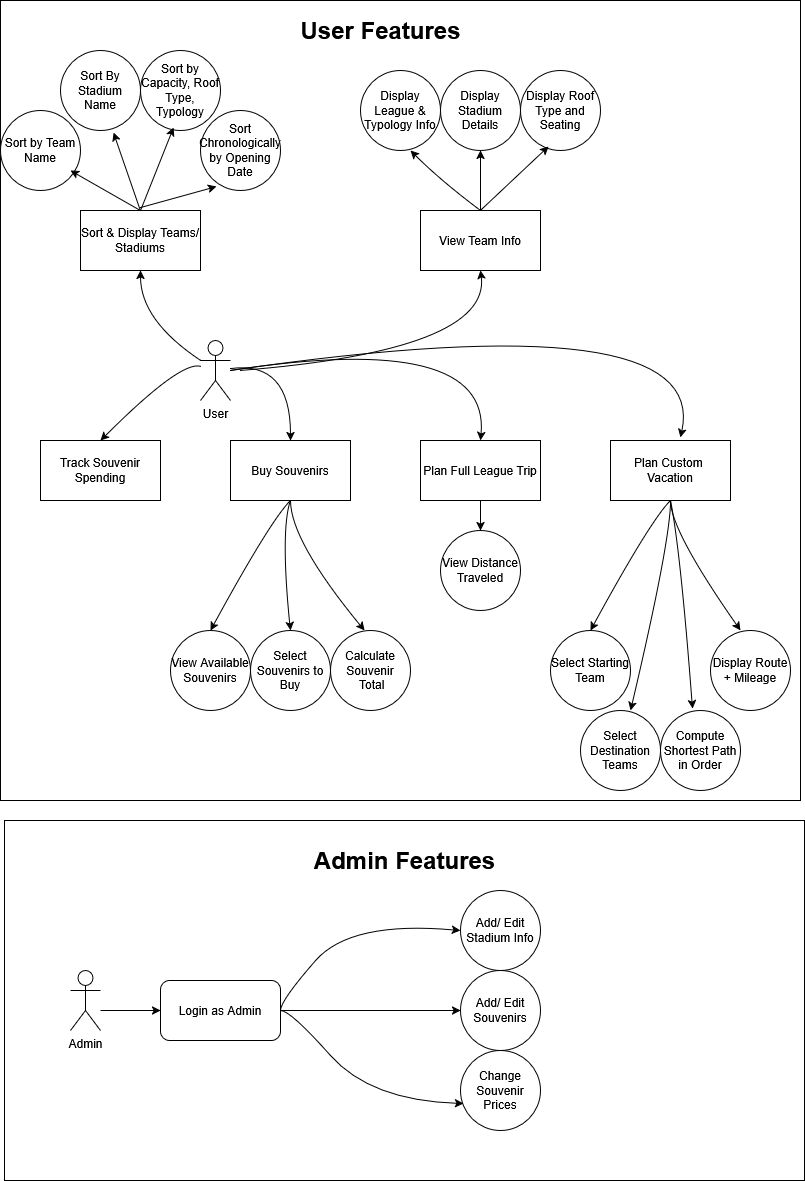 User Features
Sort By
Stadium
Name
Sort by
Capacity, Roof
Type,
Typology
Sort by Team
Name
Sort
Chronologically
by Opening
Date
Display
League &
Typology Info
Display
Stadium
Details
Display Roof
Type and
Seating
Sort & Display Teams/
Stadiums
View Team Info
User
Track Souvenir
Spending
Buy Souvenirs
Plan Full League Trip
Plan Custom
Vacation
View Distance
Traveled
View Available
Souvenirs
Select
Souvenirs to
Buy
Calculate
Souvenir
Total
Select Starting
Team
Display Route
+ Mileage
Select
Destination
Teams
Compute
Shortest Path
in Order
Admin Features
Add/ Edit
Stadium Info
Admin
Login as Admin
Add/ Edit
Souvenirs
Change
Souvenir
Prices